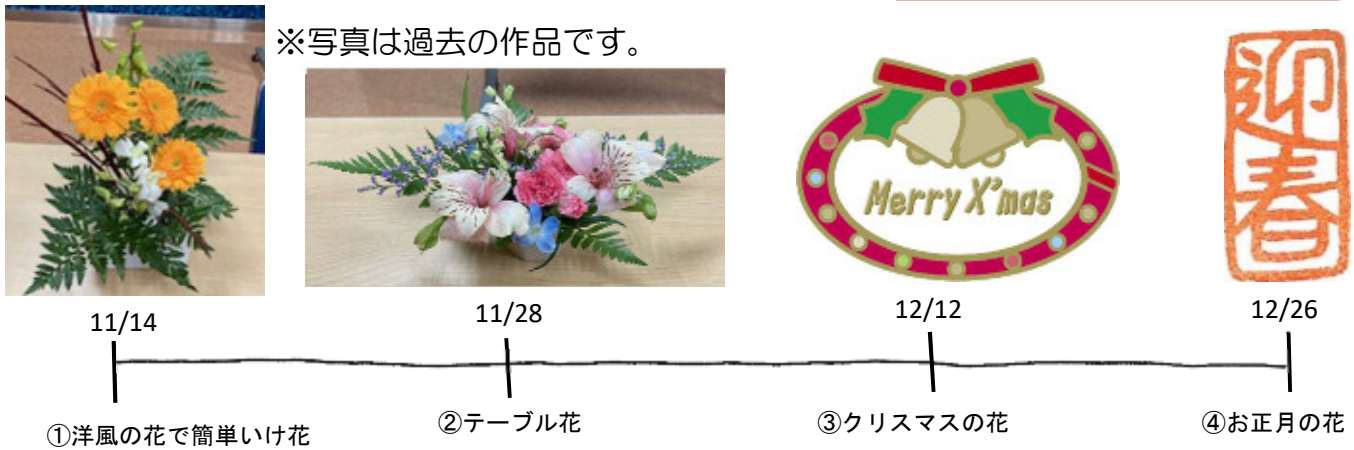 ※写真は過去の作品です。
Merry X'mas
迎春
11/14
11/28
12/12
12/26
①洋風の花で簡単いけ花
②テーブル花
③クリスマスの花
④お正月の花